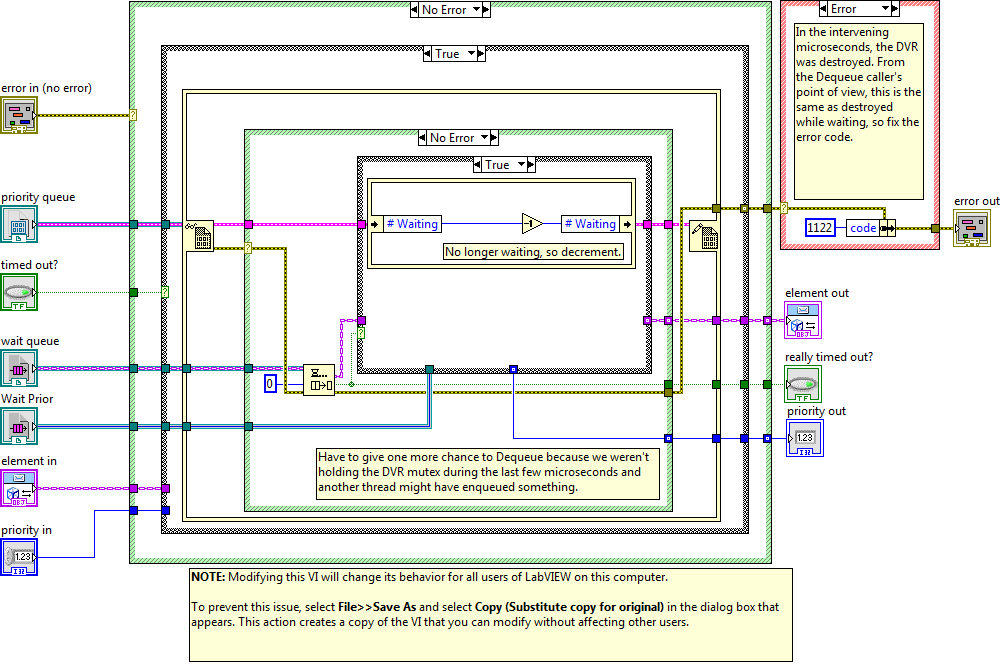 No Error
Error
In the intervening
microseconds, the DVR
was destroyed. From
the Dequeue caller's
point of view, this is the
same as destroyed
while waiting, so fix the
error code.
True
error in (no error)
?
No Error
True
priority queue
# Waiting
-1
# Waiting
No longer waiting, so decrement.
?
1122
code
error out
timed out?
TF
?
?
element out
OBJ
wait queue
0
really timed out?
TF
Wait Prior
priority out
1.23
I32
element in
OBJ
Have to give one more chance to Dequeue because we weren't
holding the DVR mutex during the last few microseconds and
another thread might have enqueued something.
priority in
1.23
I32
NOTE: Modifying this VI will change its behavior for all users of LabVIEW on this computer.
To prevent this issue, select File>>Save As and select Copy (Substitute copy for original) in the dialog box that
appears. This action creates a copy of the VI that you can modify without affecting other users.